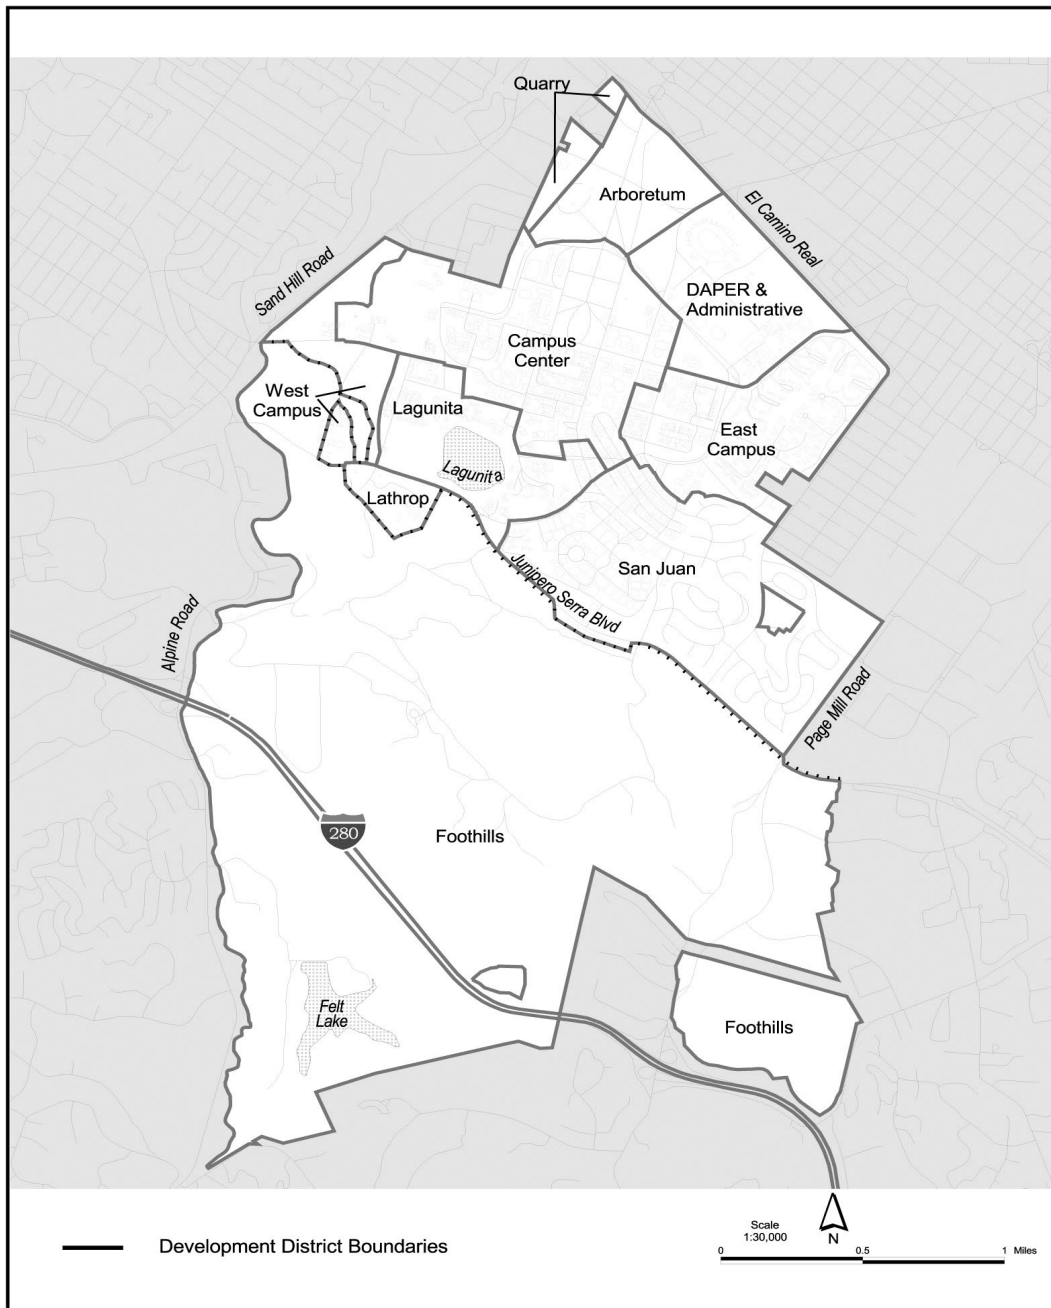 Quarry
Arboretum
El Camino Real
Sand Hill Road
DAPER &
Administrative
Campus
Center
West
Campus
Lagunita
East
Campus
Lagunita
Lathrop
San Juan
Junipero Serra Blvd
Alpine Road
Page Mill Road
280
Foothills
Felt
Lake
Foothills
Development District Boundaries
Scale
1:30,000
N
0
0.5
1 Miles